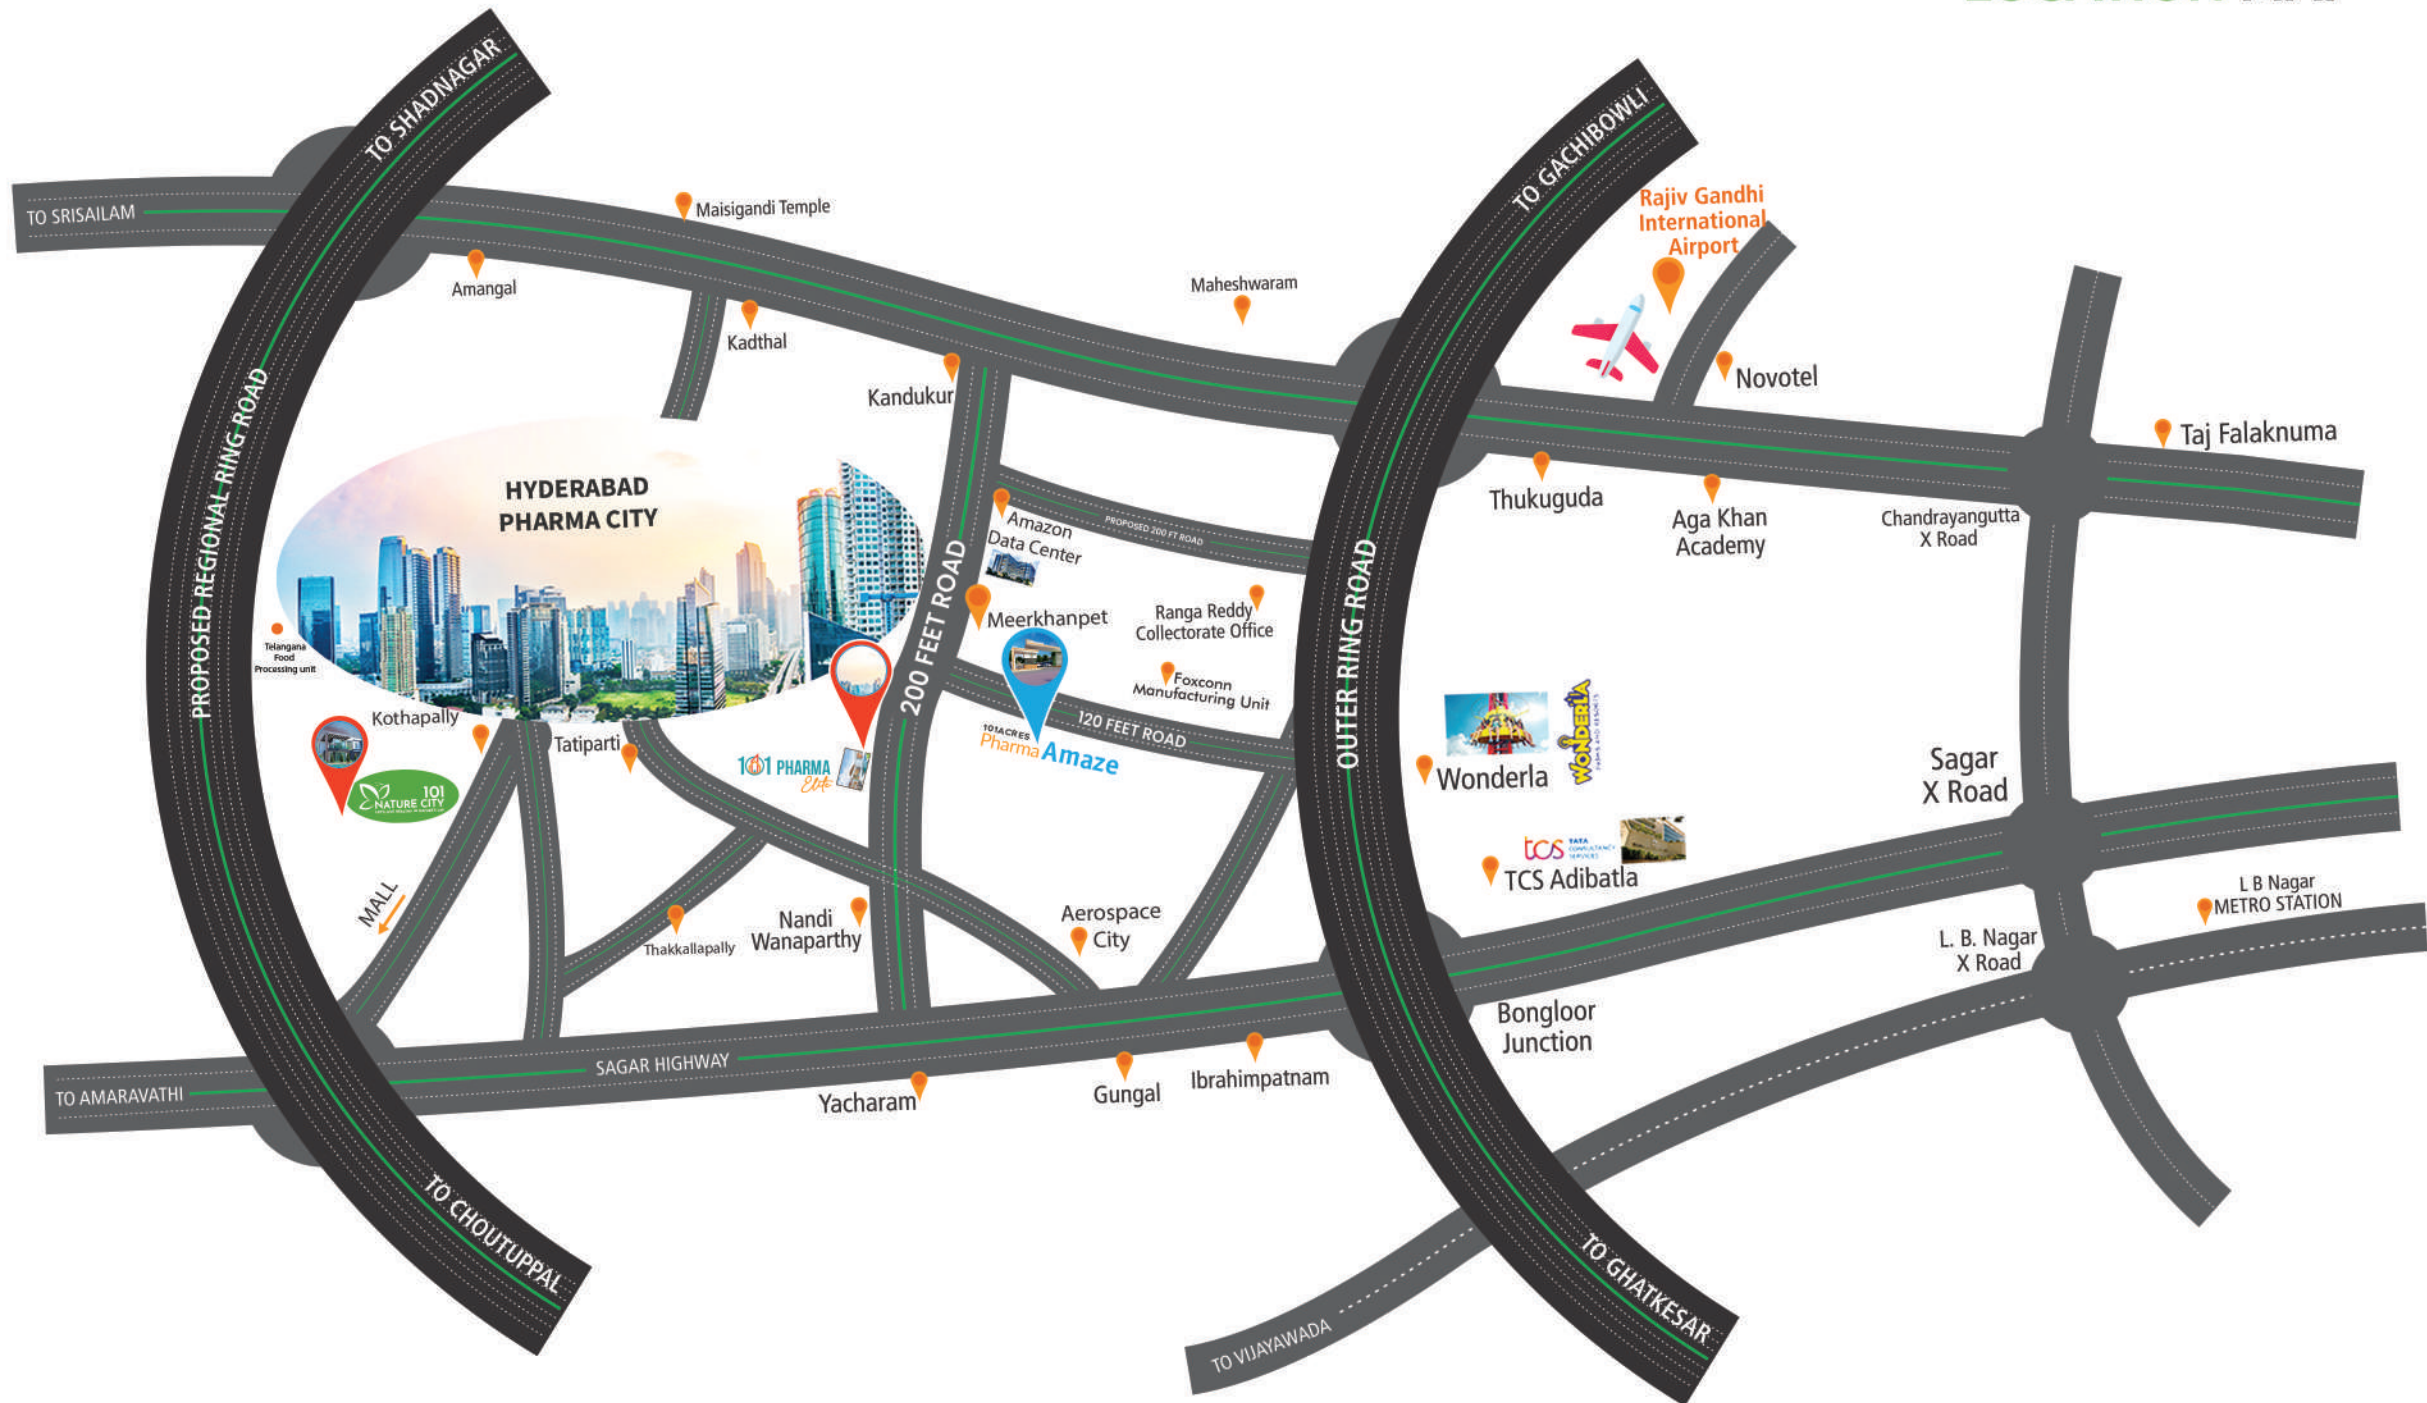 TO SHADNAGAR
TO GACHIBOWLI
Rajiv Gandhi
International
Airport
TO SRISAILAM
Maisigandi Temple
Amangal
Maheshwaram
Kadthal
Kandukur
Novotel
Taj Falaknuma
Thukuguda
Aga Khan
Academy
Chandrayangutta
X Road
PROPOSED REGIONAL RING ROAD
HYDERABAD
PHARMA CITY
Amazon
Data Center
PROPOSED 200 FT ROAD
200 FEET ROAD
OUTER RING ROAD
Meerkhanpet
Ranga Reddy
Collectorate Office
Telangana
Food
Processing unit
Foxconn
Manufacturing Unit
Kothapally
Tatiparti
120 FEET ROAD
101ACRES
Pharma Amaze
101 PHARMA
Elite
101
NATURE CITY
Wonderla
WONDERLA
Sagar
X Road
tcs TATA
CONSULTANCY
SERVICES
TCS Adibatla
MALL
Thakkallapally
Nandi
Wanaparthy
Aerospace
City
L B Nagar
METRO STATION
L. B. Nagar
X Road
Bongloor
Junction
SAGAR HIGHWAY
TO AMARAVATHI
Yacharam
Gungal
Ibrahimpatnam
TO CHOUTUPPAL
TO GHATKESAR
TO VIJAYAWADA